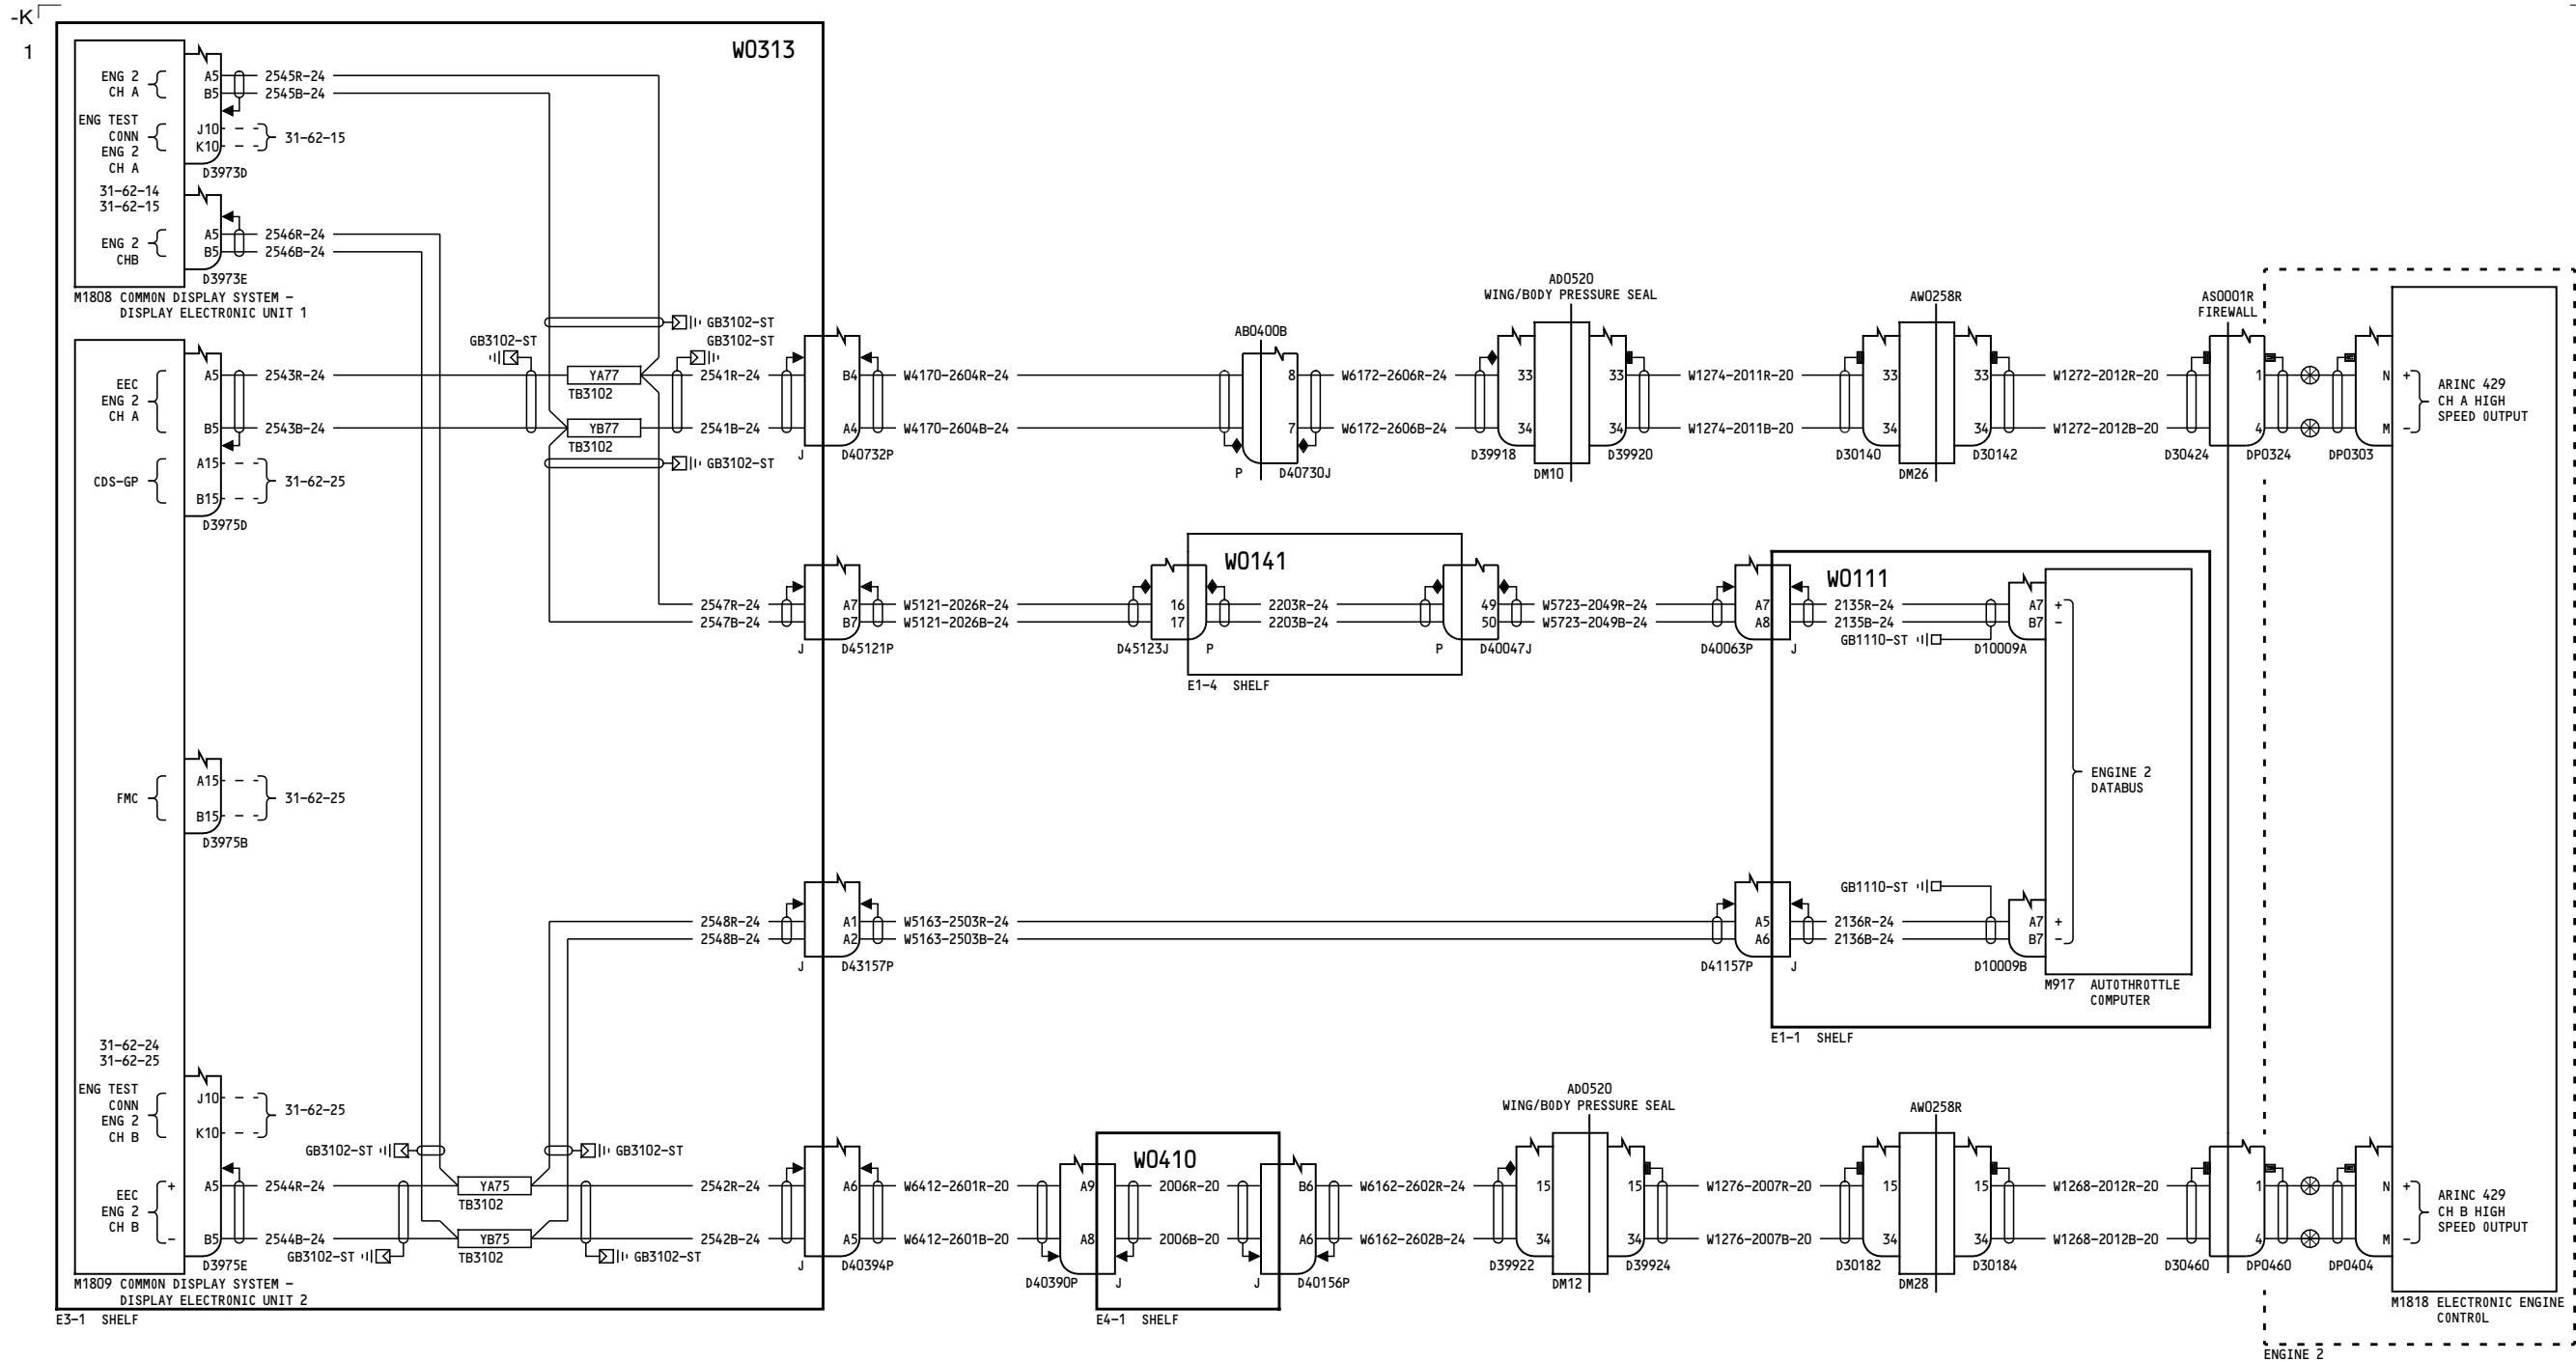 -K
1
W0313
ENG 2
CH A
A5
B5
2545R-24
2545B-24
ENG TEST
CONN
ENG 2
CH A
J10
K10
31-62-15
D3973D
31-62-14
31-62-15
ENG 2
CHB
A5
B5
2546R-24
2546B-24
D3973E
M1808 COMMON DISPLAY SYSTEM -
DISPLAY ELECTRONIC UNIT 1
EEC
ENG 2
CH A
A5
B5
2543R-24
2543B-24
CDS-GP
A15
B15
31-62-25
D3975D
FMC
A15
B15
31-62-25
D3975B
31-62-24
31-62-25
ENG TEST
CONN
ENG 2
CH B
J10
K10
31-62-25
EEC
ENG 2
CH B
+
-
A5
B5
2544R-24
2544B-24
D3975E
M1809 COMMON DISPLAY SYSTEM -
DISPLAY ELECTRONIC UNIT 2
E3-1 SHELF
GB3102-ST
GB3102-ST
GB3102-ST
YA77
TB3102
YB77
TB3102
GB3102-ST
2541R-24
2541B-24
J
B4
A4
D40732P
W4170-2604R-24
W4170-2604B-24
AB0400B
8
7
P
D40730J
W6172-2606R-24
W6172-2606B-24
AD0520
WING/BODY PRESSURE SEAL
33
34
D39918
DM10
33
34
D39920
W1274-2011R-20
W1274-2011B-20
AW0258R
33
34
D30140
DM26
33
34
D30142
W1272-2012R-20
W1272-2012B-20
AS0001R
FIREWALL
D30424
1
4
DP0324
DP0303
N
M
+
-
ARINC 429
CH A HIGH
SPEED OUTPUT
2547R-24
2547B-24
J
A7
B7
D45121P
W5121-2026R-24
W5121-2026B-24
16
17
D45123J
P
W0141
2203R-24
2203B-24
E1-4 SHELF
P
49
50
D40047J
W5723-2049R-24
W5723-2049B-24
A7
A8
D40063P
J
W0111
2135R-24
2135B-24
GB1110-ST
A7
B7
D10009A
+
-
ENGINE 2
DATABUS
2548R-24
2548B-24
J
A1
A2
D43157P
W5163-2503R-24
W5163-2503B-24
A5
A6
D41157P
J
GB1110-ST
2136R-24
2136B-24
A7
B7
D10009B
+
-
M917 AUTOTHROTTLE
COMPUTER
E1-1 SHELF
GB3102-ST
GB3102-ST
YA75
TB3102
YB75
TB3102
GB3102-ST
GB3102-ST
2542R-24
2542B-24
J
A6
A5
D40394P
W6412-2601R-20
W6412-2601B-20
A9
A8
D40390P
J
W0410
2006R-20
2006B-20
E4-1 SHELF
J
B6
A6
D40156P
W6162-2602R-24
W6162-2602B-24
AD0520
WING/BODY PRESSURE SEAL
15
34
D39922
DM12
15
34
D39924
W1276-2007R-20
W1276-2007B-20
AW0258R
15
34
D30182
DM28
15
34
D30184
W1268-2012R-20
W1268-2012B-20
D30460
1
4
DP0460
DP0404
N
M
+
-
ARINC 429
CH B HIGH
SPEED OUTPUT
M1818 ELECTRONIC ENGINE
CONTROL
ENGINE 2